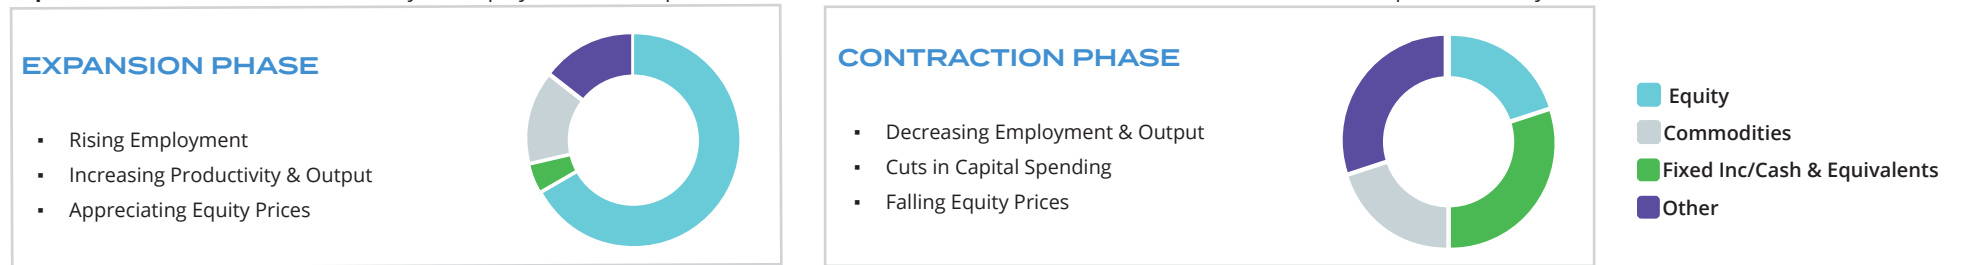 EXPANSION PHASE
▪ Rising Employment
▪ Increasing Productivity & Output
▪ Appreciating Equity Prices
CONTRACTION PHASE
▪ Decreasing Employment & Output
▪ Cuts in Capital Spending
▪ Falling Equity Prices
Equity
Commodities
Fixed Inc/Cash & Equivalents
Other